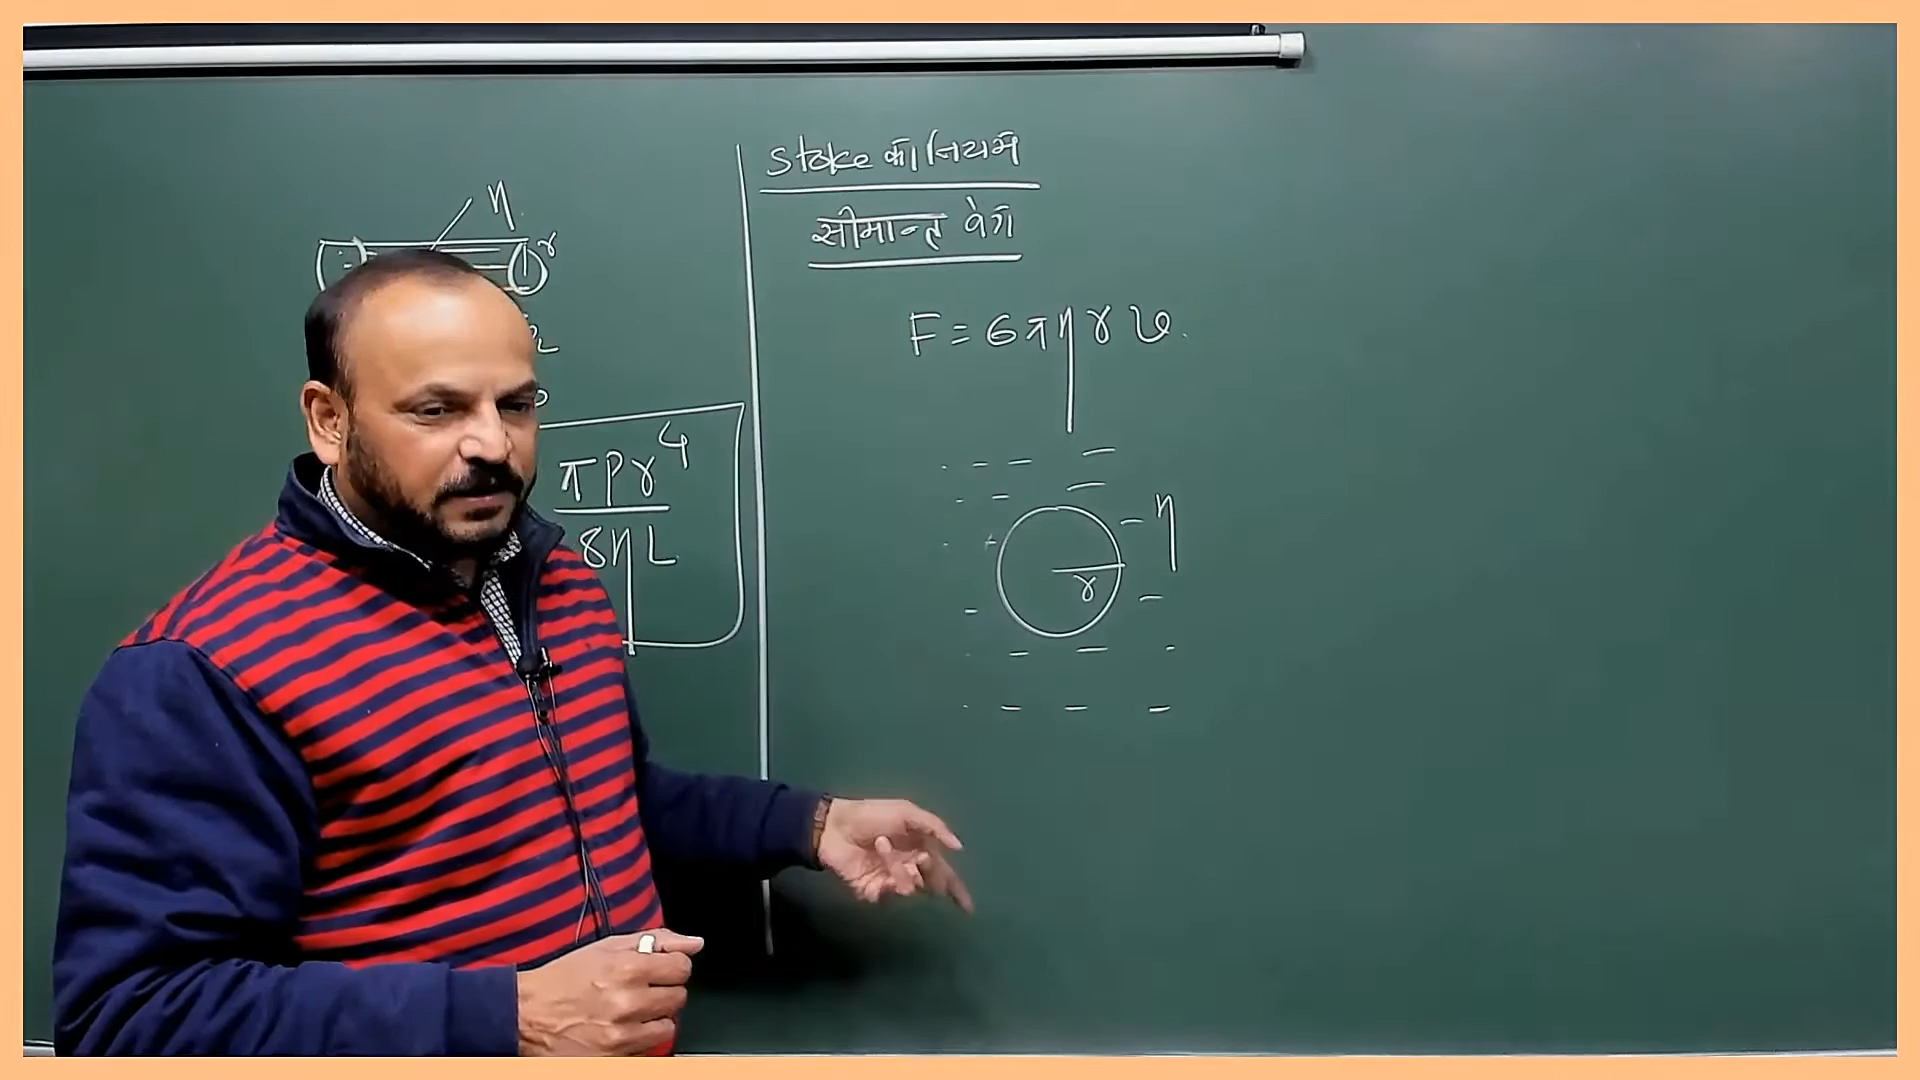 η
r
πPr⁴
8ηL
Stoke का नियम
सीमान्त वेग
F = 6πηrv.
η
r